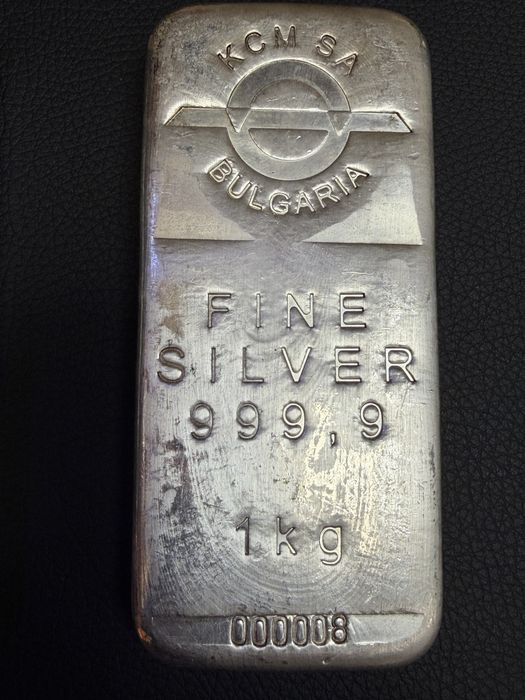 KCM SA
BULGARIA
FINE
SILVER
999,9
1kg
000008